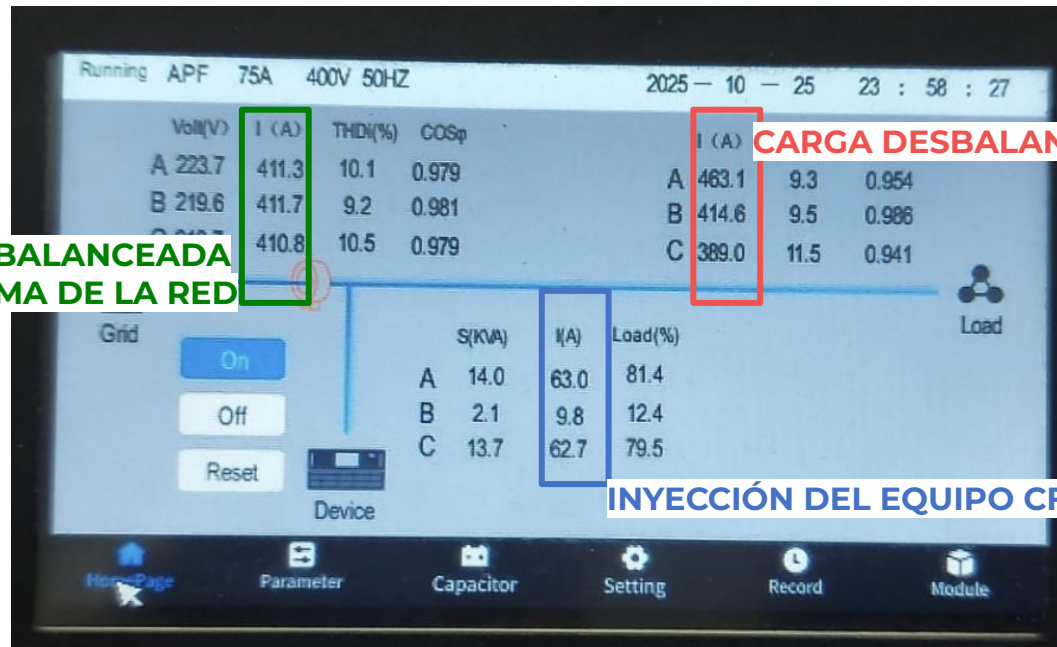 Running APF 75A 400V 50HZ 2025 - 10 - 25 23 : 58 : 27
Volt(V) I (A) THDi(%) COSφ I (A)
CARGA DESBALAN
A 223.7 411.3 10.1 0.979 A 463.1 9.3 0.954
B 219.6 411.7 9.2 0.981 B 414.6 9.5 0.986
410.8 10.5 0.979 C 389.0 11.5 0.941
BALANCEADA
MA DE LA RED
Grid Load
S(KVA) I(A) Load(%)
On
A 14.0 63.0 81.4
Off B 2.1 9.8 12.4
Reset C 13.7 62.7 79.5
INYECCIÓN DEL EQUIPO
Device
HomePage Parameter Capacitor Setting Record Module